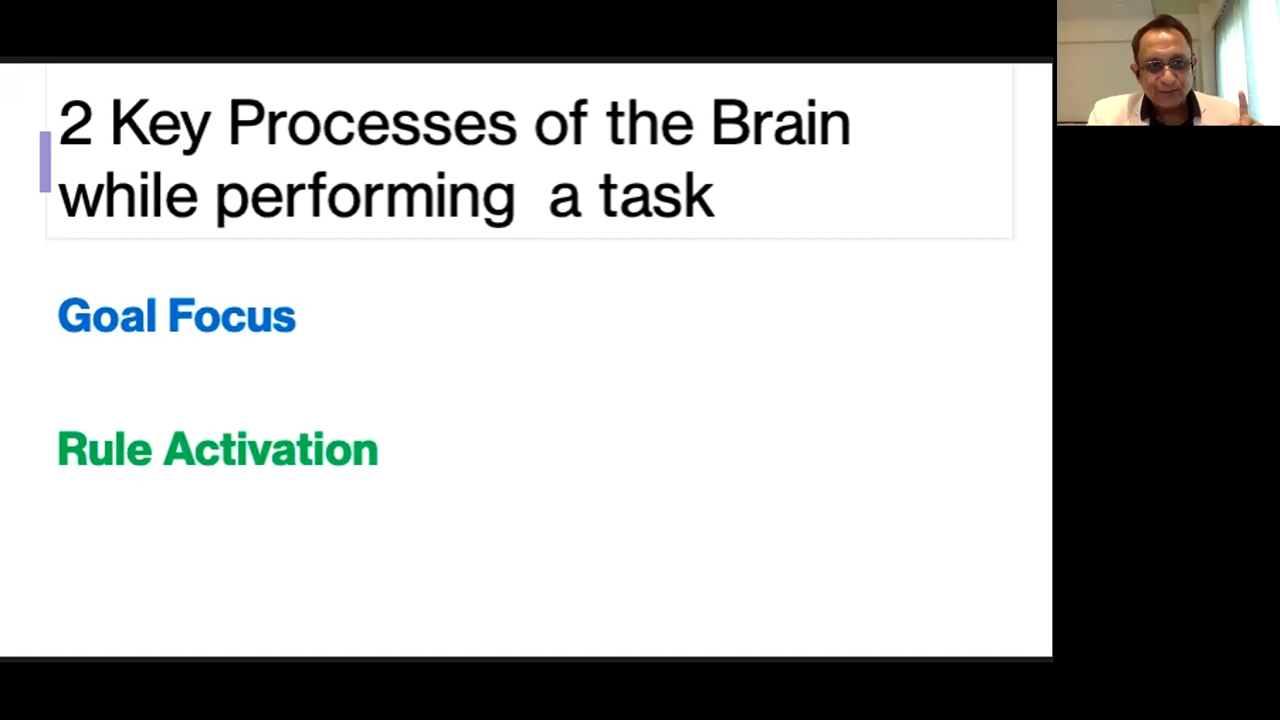 2 Key Processes of the Brain
while performing  a task
Goal Focus
Rule Activation